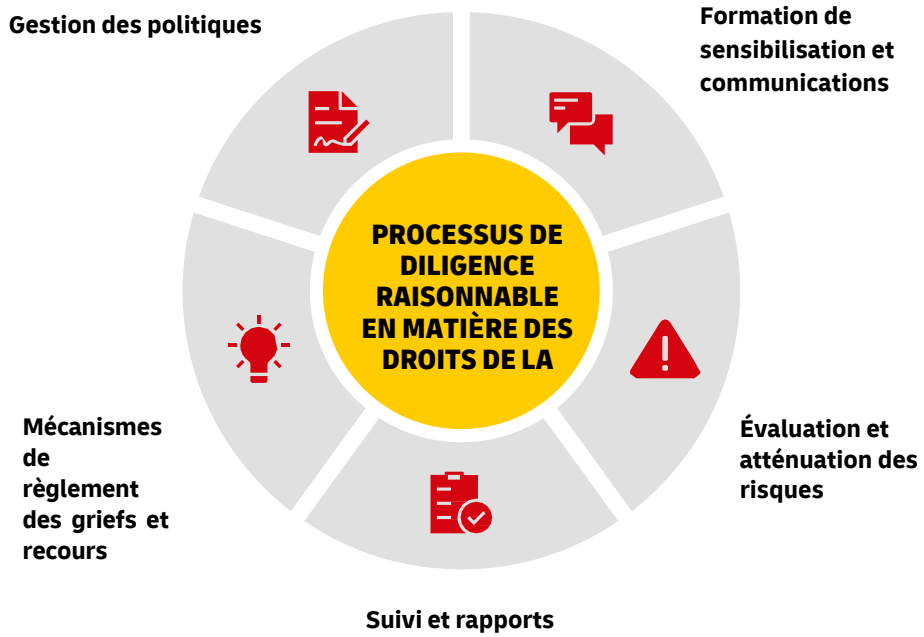 Gestion des politiques
Formation de
sensibilisation et
communications
PROCESSUS DE
DILIGENCE
RAISONNABLE
EN MATIÈRE DES
DROITS DE LA
Évaluation et
atténuation des
risques
Mécanismes
de
règlement
des griefs et
recours
Suivi et rapports